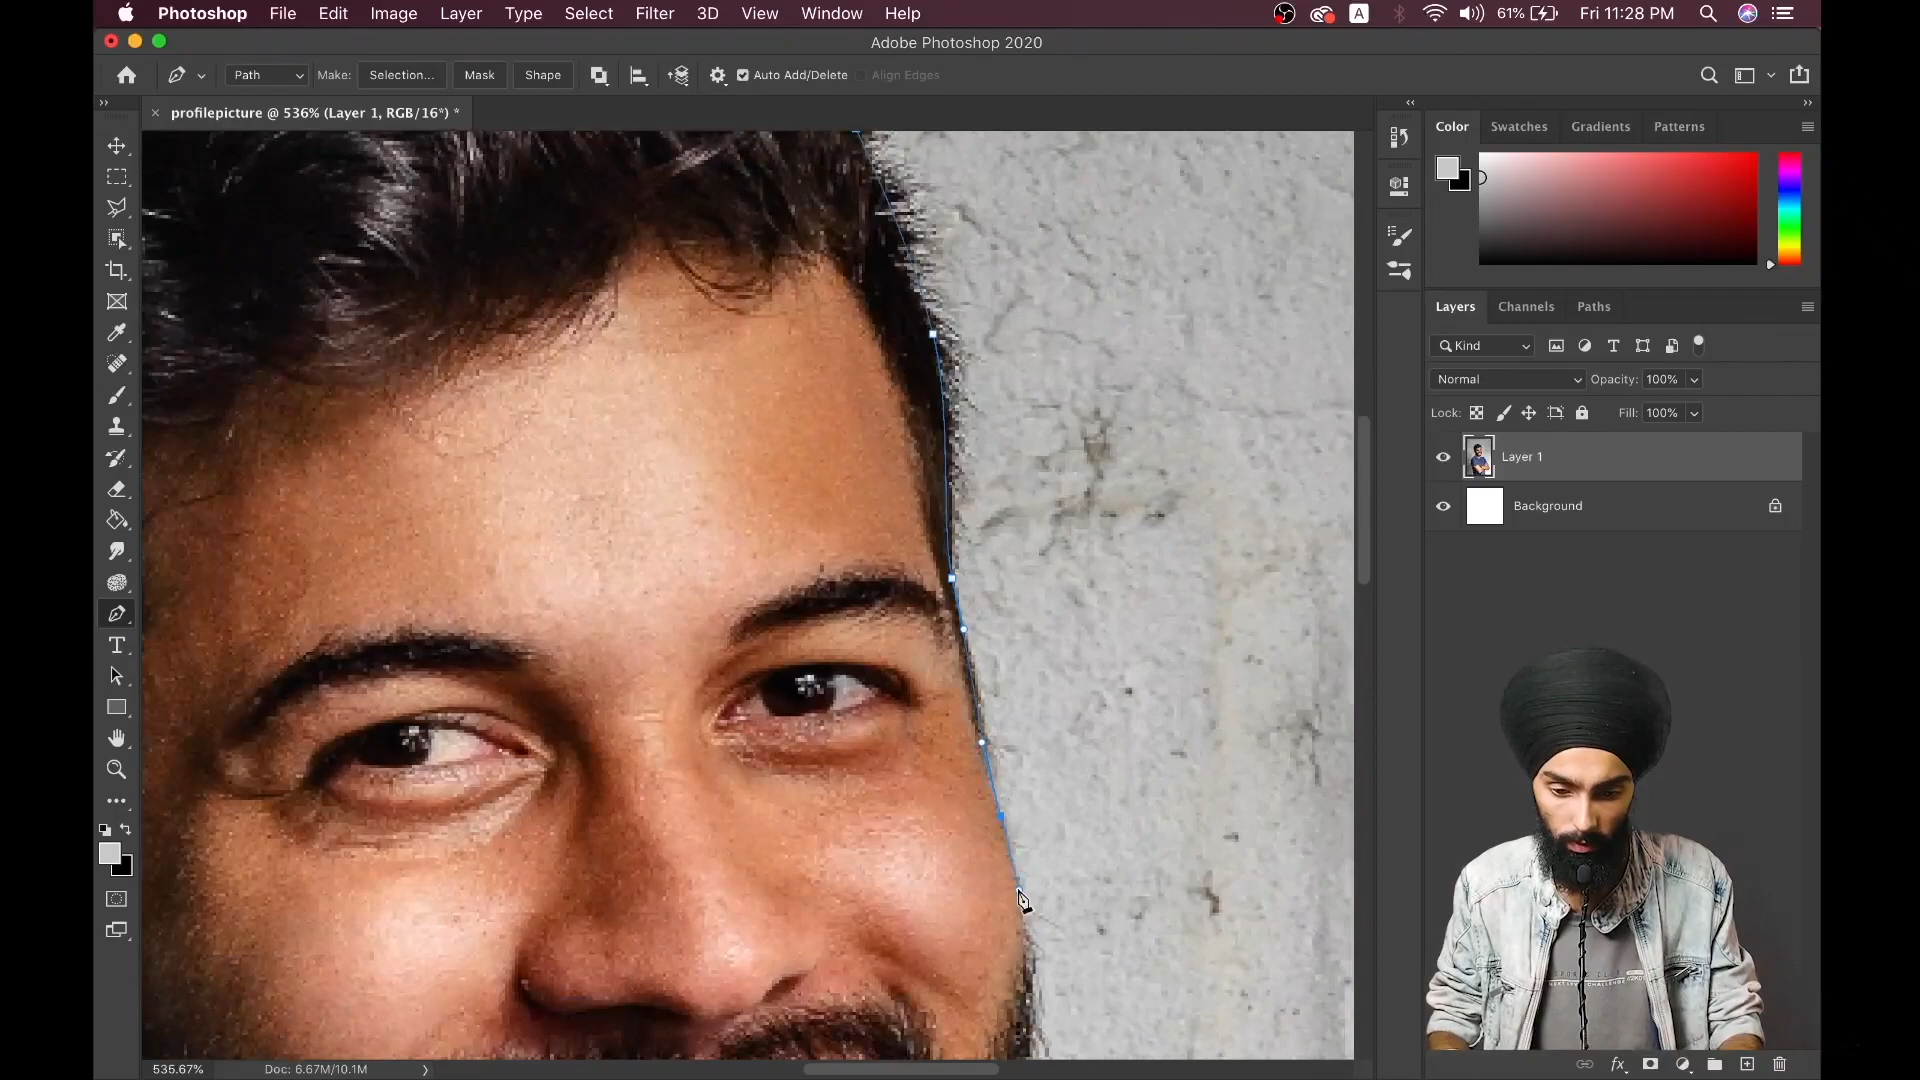 Photoshop File Edit Image Layer Type Select Filter 3D View Window Help A 61% Fri 11:28 PM
Adobe Photoshop 2020
Path Make: Selection... Mask Shape Auto Add/Delete Align Edges
profilepicture @ 536% (Layer 1, RGB/16*) *
Color Swatches Gradients Patterns
Layers Channels Paths
Kind
Normal Opacity: 100%
Lock: Fill: 100%
Layer 1
Background
T
fx
535.67% Doc: 6.67M/10.1M